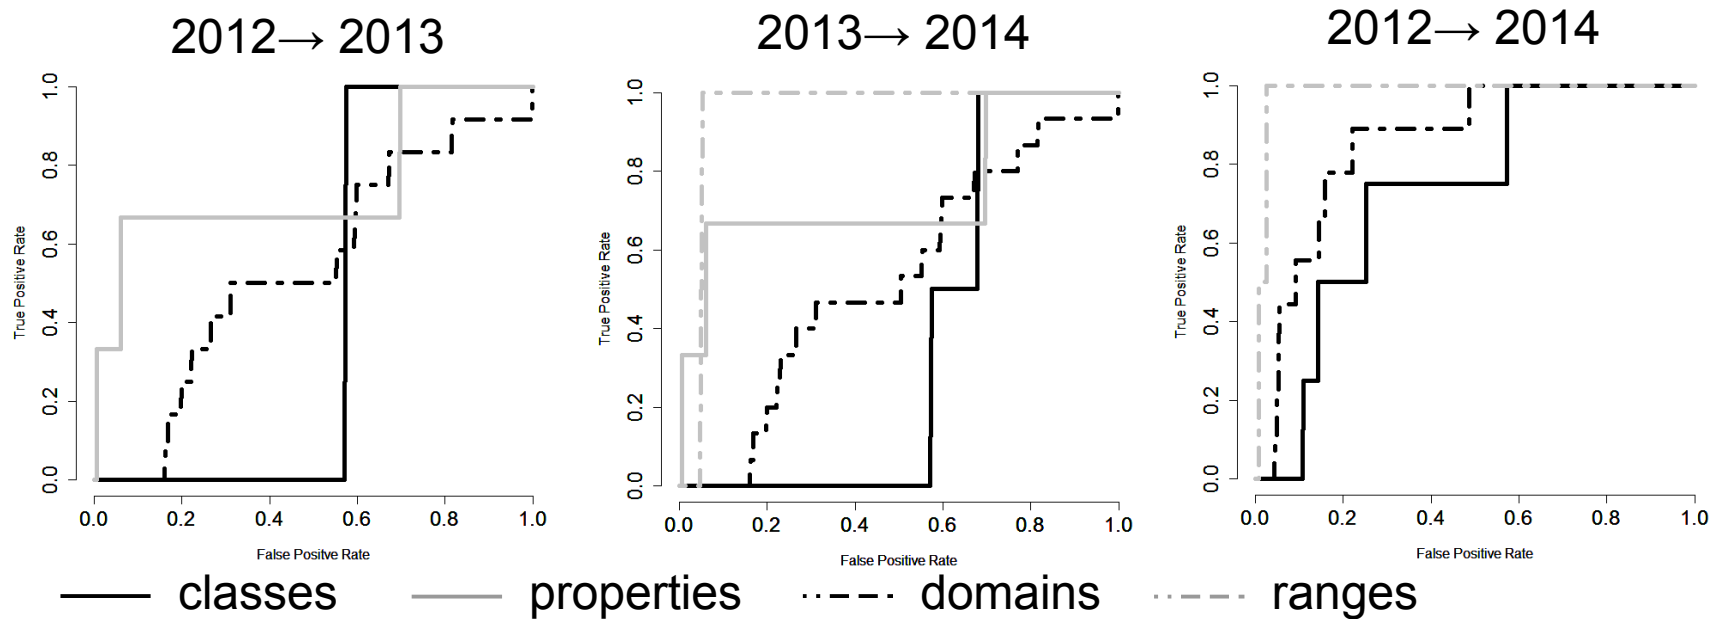 2012→ 2013
2013→ 2014
2012→ 2014
True Positive Rate
0.0 0.2 0.4 0.6 0.8 1.0
0.0 0.2 0.4 0.6 0.8 1.0
False Positve Rate
True Positive Rate
0.0 0.2 0.4 0.6 0.8 1.0
0.0 0.2 0.4 0.6 0.8 1.0
False Positive Rate
True Positive Rate
0.0 0.2 0.4 0.6 0.8 1.0
0.0 0.2 0.4 0.6 0.8 1.0
False Positive Rate
classes properties domains ranges